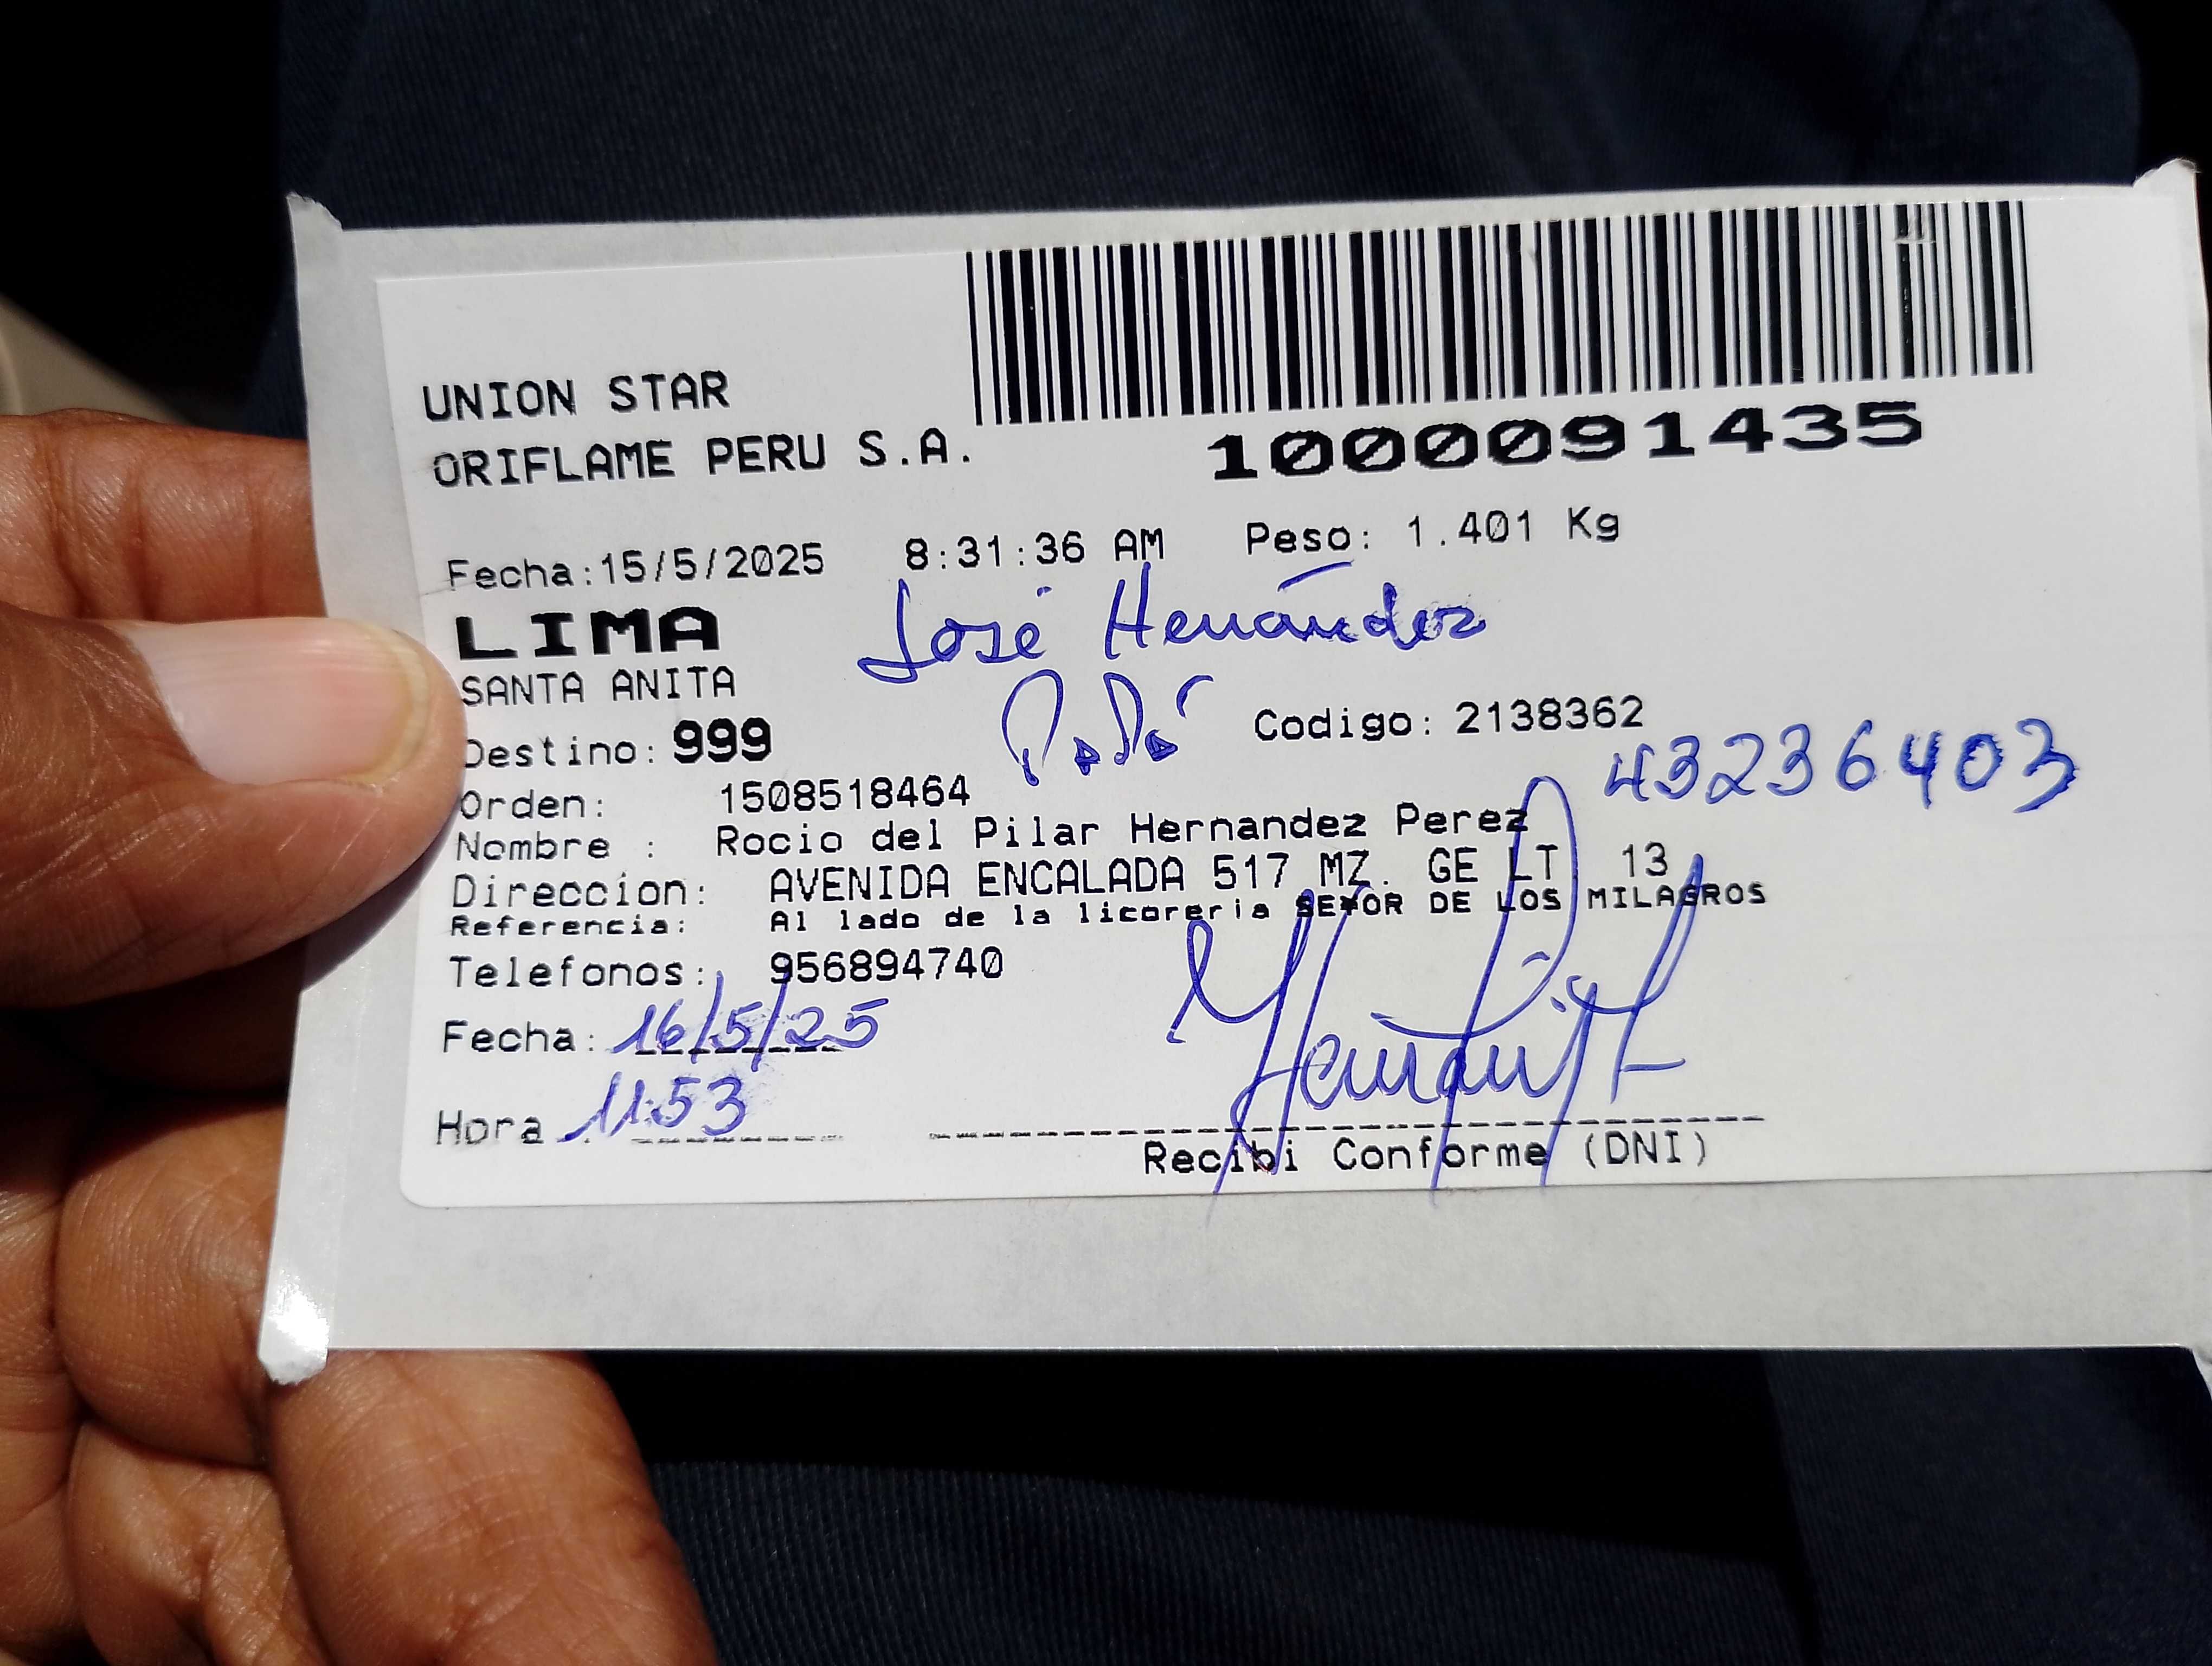 UNION STAR
ORIFLAME PERU S.A.
1000091435
Fecha:15/5/2025 8:31:36 AM Peso: 1.401 Kg
LIMA José Hernández
SANTA ANITA
Papá Codigo: 2138362
Destino: 999
43236403
Orden: 1508518464
Nombre : Rocio del Pilar Hernandez Perez
Direccion: AVENIDA ENCALADA 517 MZ. GE LT 13
Referencia: Al lado de la licoreria SE¥OR DE LOS MILAGROS
Telefonos: 956894740
Fecha: 16/5/25
Hora 11:53
Recibi Conforme (DNI)